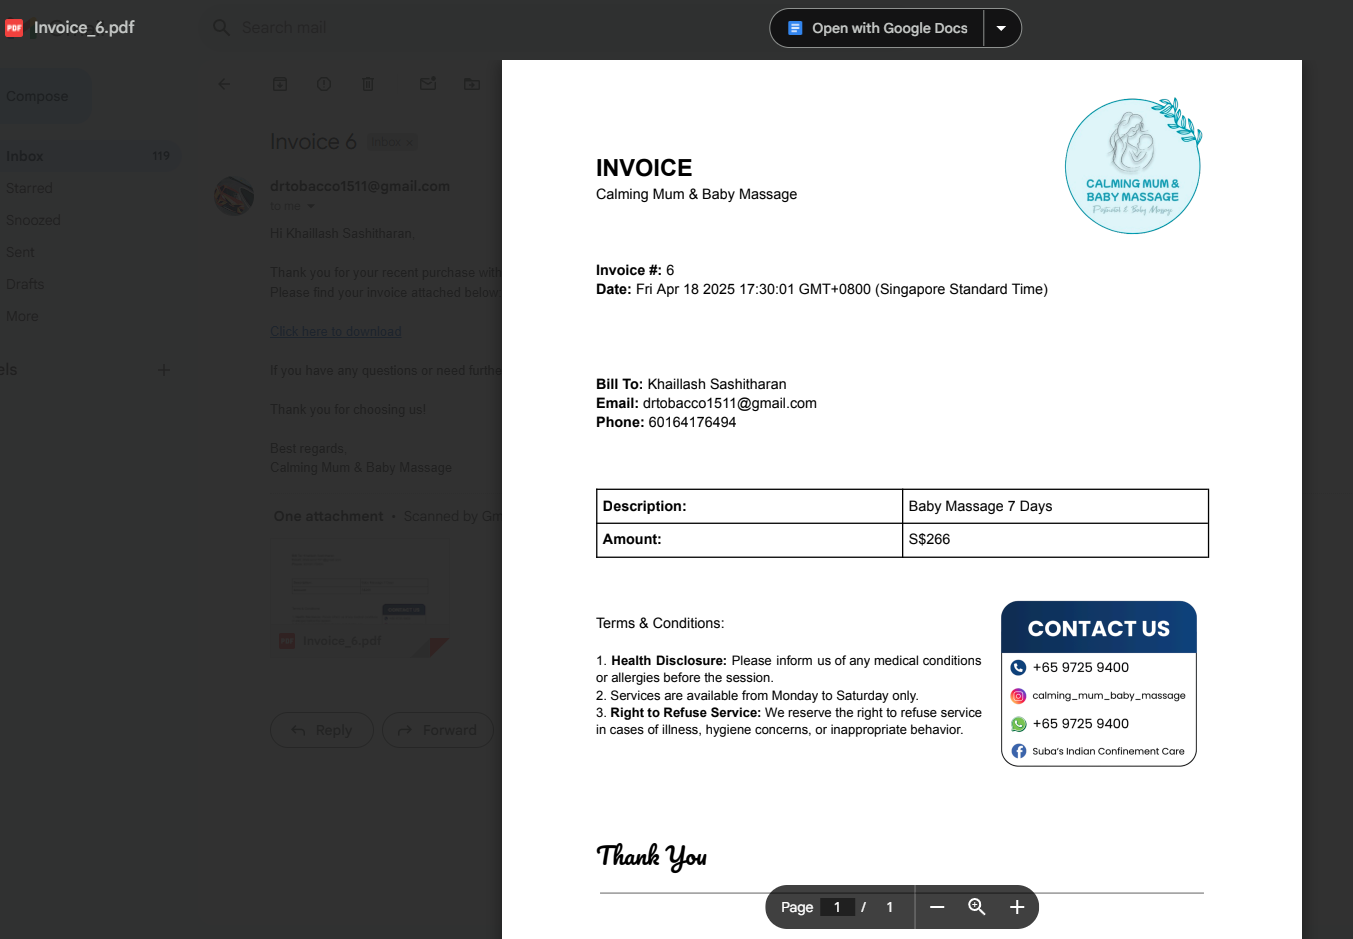 Invoice_6.pdf
Search mail
Open with Google Docs
Compose
Inbox 119
Starred
Snoozed
Sent
Drafts
More
els
Invoice 6 Inbox ×
drtobacco1511@gmail.com
to me
Hi Khaillash Sashitharan,
Thank you for your recent purchase with
Please find your invoice attached below
Click here to download
If you have any questions or need furthe
Thank you for choosing us!
Best regards,
Calming Mum & Baby Massage
One attachment • Scanned by Gm
Invoice_6.pdf
Reply Forward
INVOICE
Calming Mum & Baby Massage
CALMING MUM &
BABY MASSAGE
Postnatal & Baby Massage
Invoice #: 6
Date: Fri Apr 18 2025 17:30:01 GMT+0800 (Singapore Standard Time)
Bill To: Khaillash Sashitharan
Email: drtobacco1511@gmail.com
Phone: 60164176494
Description: Baby Massage 7 Days
Amount: S$266
Terms & Conditions:
1. Health Disclosure: Please inform us of any medical conditions
or allergies before the session.
2. Services are available from Monday to Saturday only.
3. Right to Refuse Service: We reserve the right to refuse service
in cases of illness, hygiene concerns, or inappropriate behavior.
CONTACT US
+65 9725 9400
calming_mum_baby_massage
+65 9725 9400
Suba's Indian Confinement Care
Thank You
Page 1 / 1